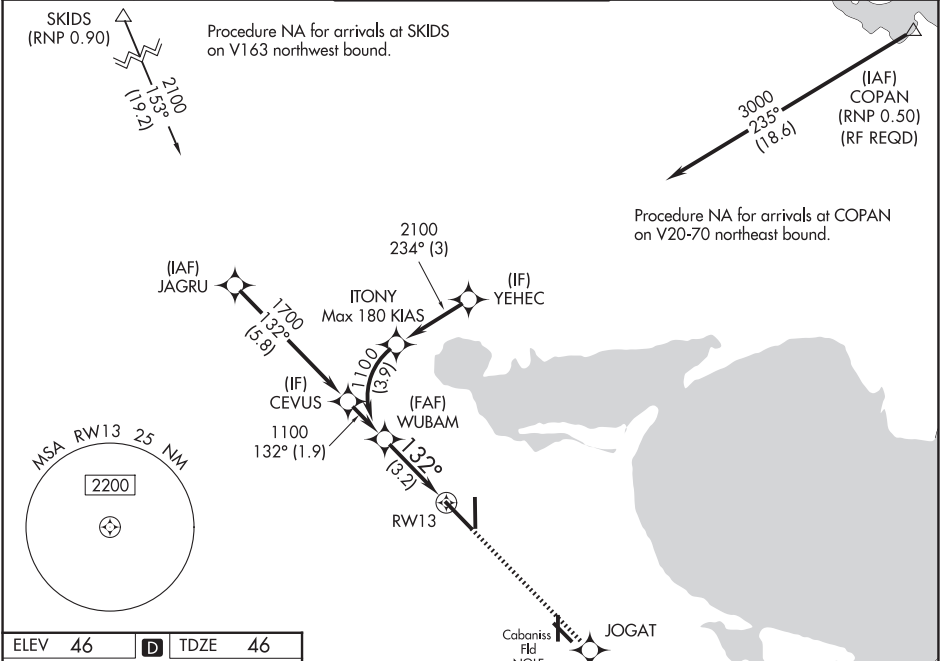 SKIDS
(RNP 0.90)
Procedure NA for arrivals at SKIDS
on V163 northwest bound.
2100
153°
(19.2)
(IAF)
COPAN
(RNP 0.50)
(RF REQD)
3000
235°
(18.6)
Procedure NA for arrivals at COPAN
on V20-70 northeast bound.
2100
234° (3)
(IAF)
JAGRU
ITONY
Max 180 KIAS
(IF)
YEHEC
1700
132°
(5.8)
1100
(3.9)
(IF)
CEVUS
(FAF)
WUBAM
1100
132° (1.9)
132°
(3.2)
MSA RW13 25 NM
2200
RW13
Cabaniss
Fld
NOLF
JOGAT
ELEV 46 D TDZE 46